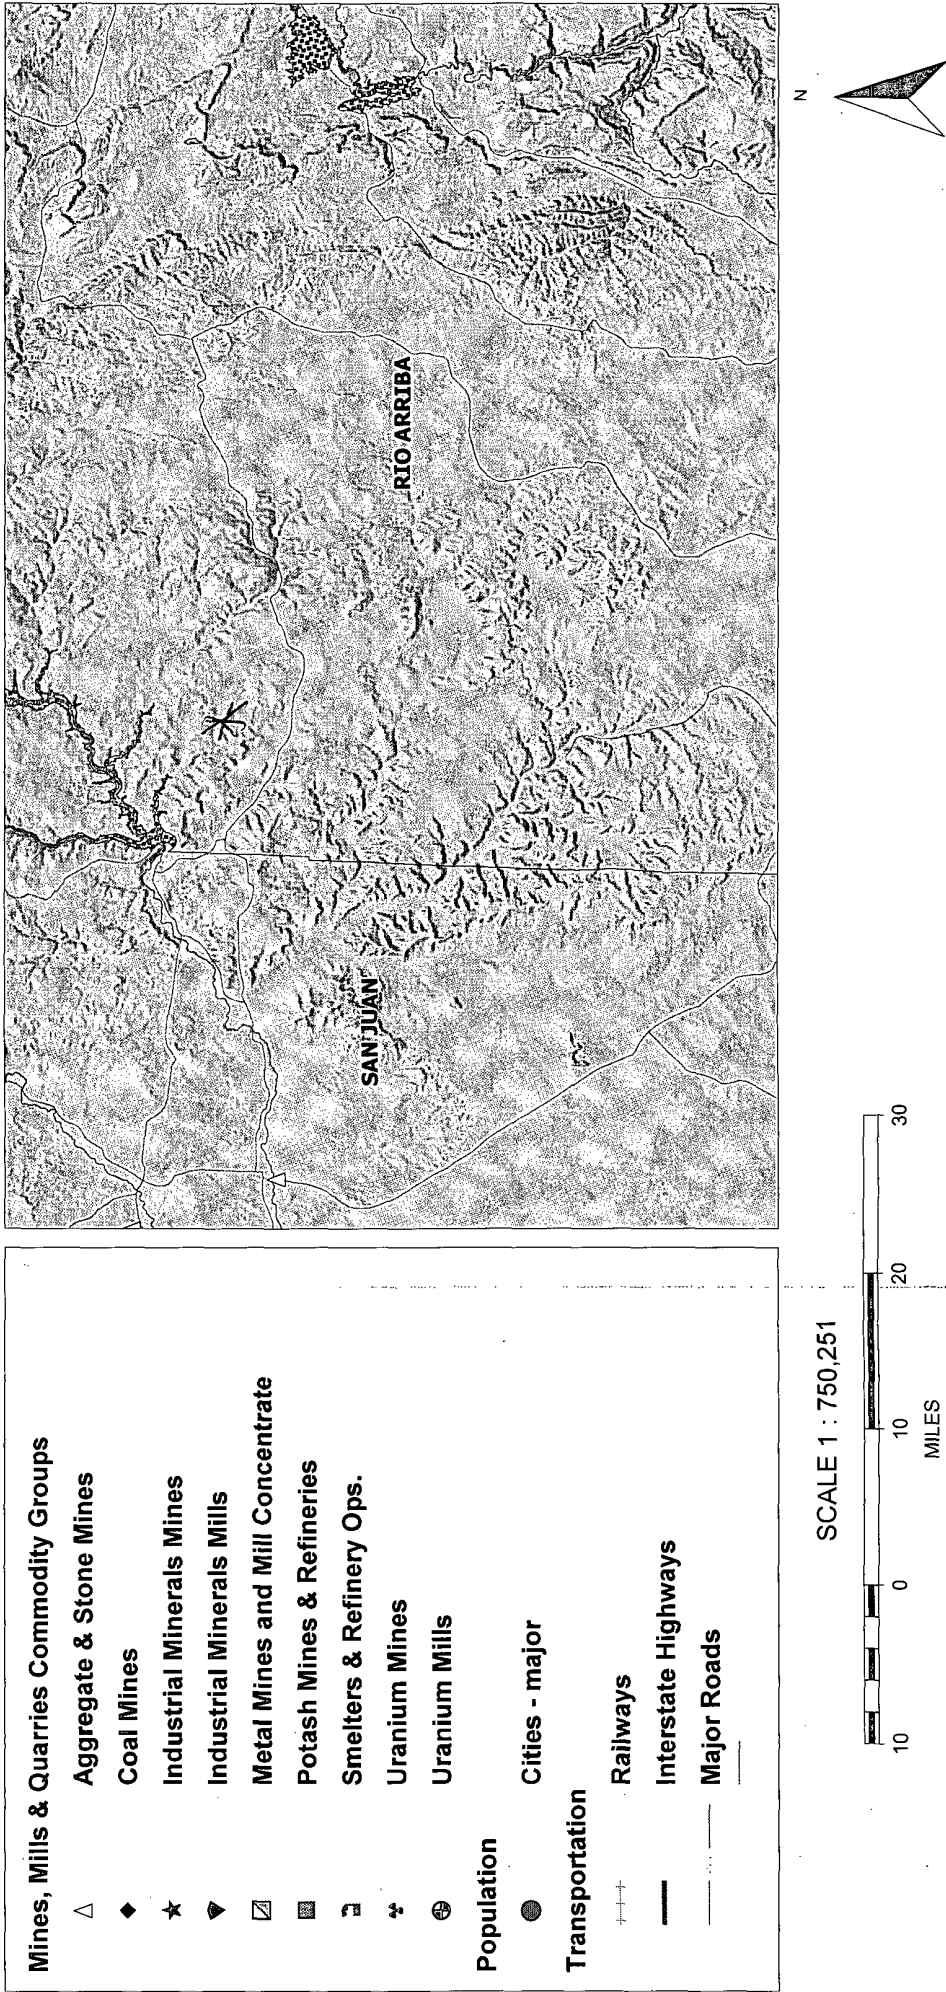 Mines, Mills & Quarries Commodity Groups
Aggregate & Stone Mines
Coal Mines
Industrial Minerals Mines
Industrial Minerals Mills
Metal Mines and Mill Concentrate
Potash Mines & Refineries
Smelters & Refinery Ops.
Uranium Mines
Uranium Mills
Population
Cities - major
Transportation
Railways
Interstate Highways
Major Roads
SAN JUAN
RIO ARRIBA
N
SCALE 1 : 750,251
10 0 10 20 30
MILES